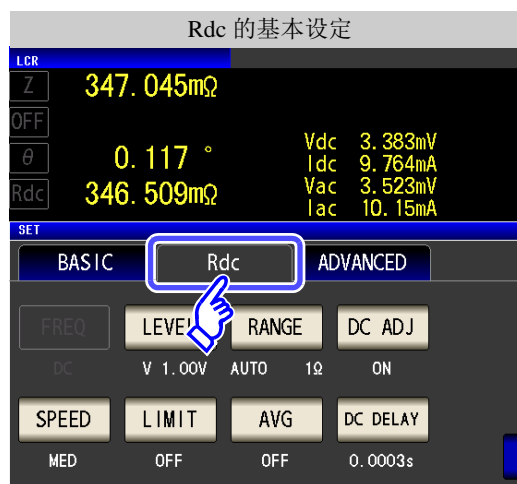 Rdc 的基本设定
LCR
Z 347.045mΩ
OFF
θ 0.117 °
Rdc 346.509mΩ
Vdc 3.383mV
Idc 9.764mA
Vac 3.523mV
Iac 10.15mA
SET
BASIC Rdc ADVANCED
FREQ LEVEL RANGE DC ADJ
DC V 1.00V AUTO 1Ω ON
SPEED LIMIT AVG DC DELAY
MED OFF OFF 0.0003s